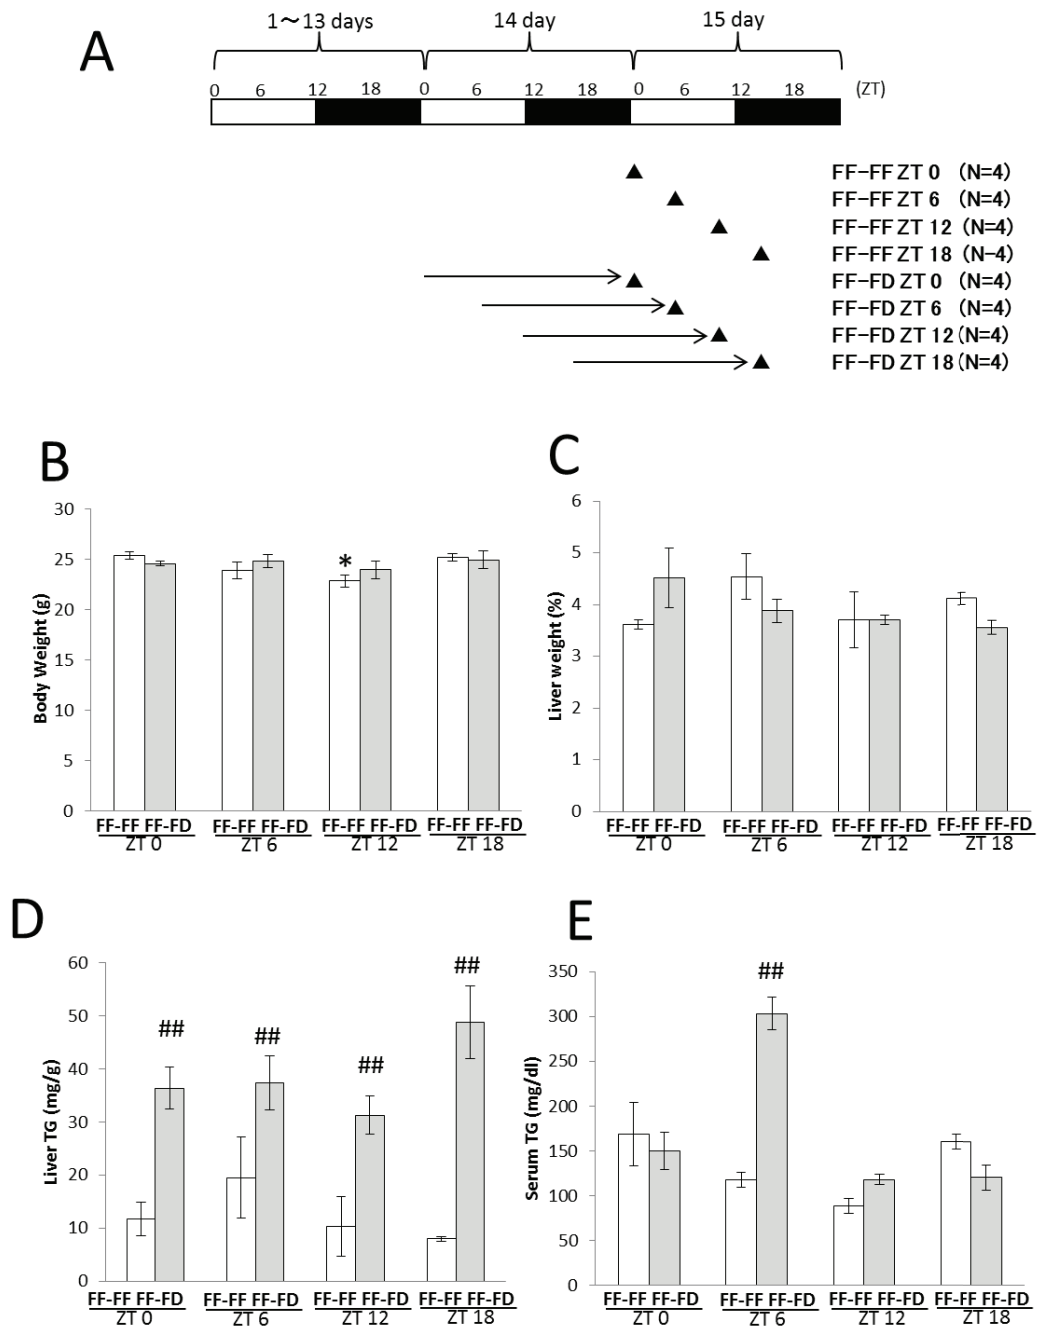 A
1～13 days 14 day 15 day
0 6 12 18 0 6 12 18 0 6 12 18 (ZT)
FF-FF ZT 0 (N=4)
FF-FF ZT 6 (N=4)
FF-FF ZT 12 (N=4)
FF-FF ZT 18 (N-4)
FF-FD ZT 0 (N=4)
FF-FD ZT 6 (N=4)
FF-FD ZT 12 (N=4)
FF-FD ZT 18 (N=4)
B
Body Weight (g)
30
25
20
15
10
5
0
*
FF-FF FF-FD FF-FF FF-FD FF-FF FF-FD FF-FF FF-FD
ZT 0 ZT 6 ZT 12 ZT 18
C
Liver weight (%)
6
5
4
3
2
1
0
FF-FF FF-FD FF-FF FF-FD FF-FF FF-FD FF-FF FF-FD
ZT 0 ZT 6 ZT 12 ZT 18
D
Liver TG (mg/g)
60
50
40
30
20
10
0
## ## ## ##
FF-FF FF-FD FF-FF FF-FD FF-FF FF-FD FF-FF FF-FD
ZT 0 ZT 6 ZT 12 ZT 18
E
Serum TG (mg/dl)
350
300
250
200
150
100
50
0
##
FF-FF FF-FD FF-FF FF-FD FF-FF FF-FD FF-FF FF-FD
ZT 0 ZT 6 ZT 12 ZT 18